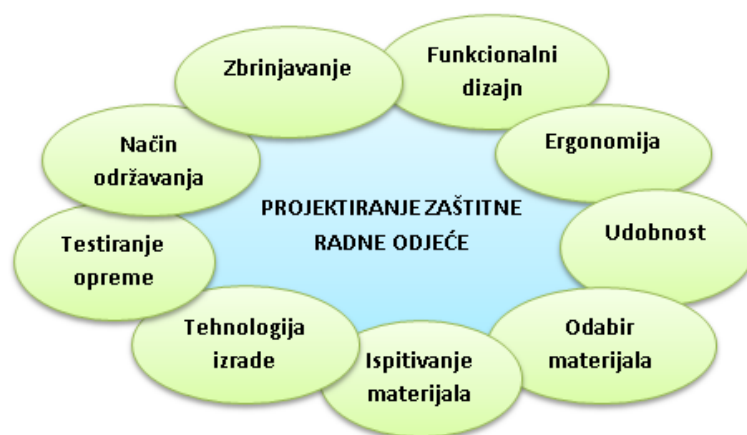 Zbrinjavanje
Funkcionalni
dizajn
Ergonomija
Udobnost
Odabir
materijala
Ispitivanje
materijala
Tehnologija
izrade
Testiranje
opreme
Način
održavanja
PROJEKTIRANJE ZAŠTITNE
RADNE ODJEĆE